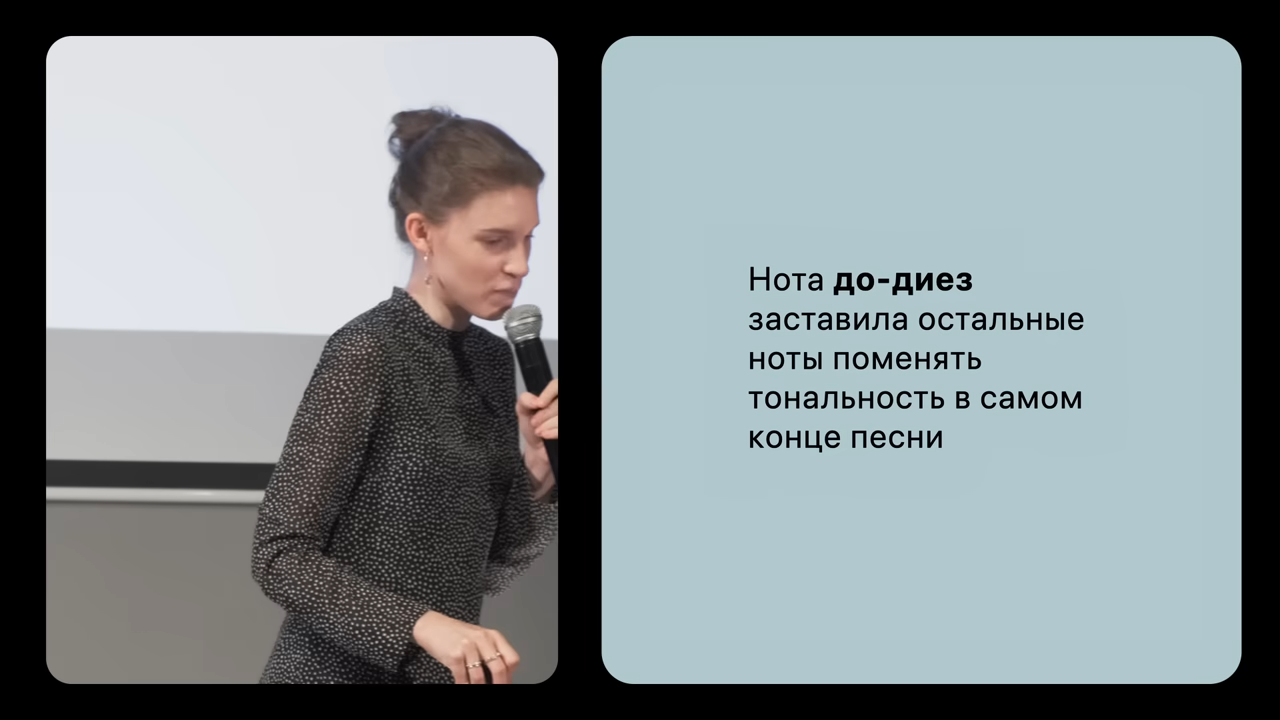 Нота до-диез
заставила остальные
ноты поменять
тональность в самом
конце песни